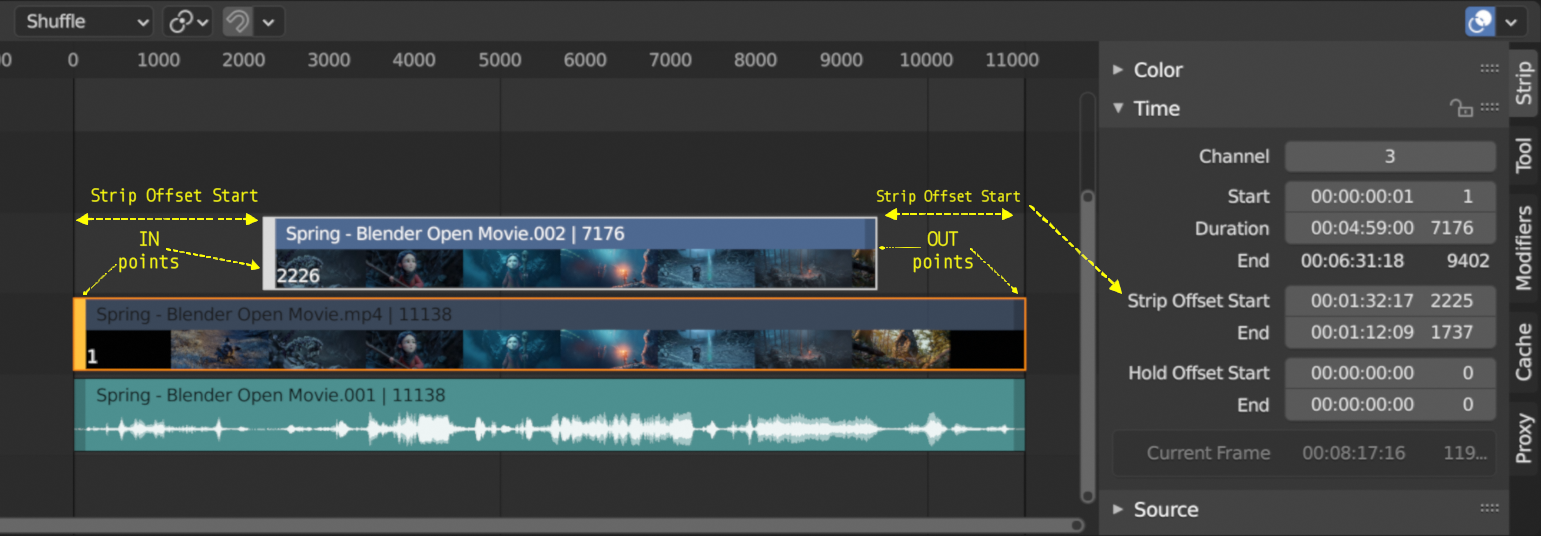 Shuffle
00 0 1000 2000 3000 4000 5000 6000 7000 8000 9000 10000 11000
Strip Offset Start
Strip Offset Start
IN
points
OUT
points
Spring - Blender Open Movie.002 | 7176
2226
Spring - Blender Open Movie.mp4 | 11138
1
Spring - Blender Open Movie.001 | 11138
Color
Time
Channel 3
Start 00:00:00:01 1
Duration 00:04:59:00 7176
End 00:06:31:18 9402
Strip Offset Start 00:01:32:17 2225
End 00:01:12:09 1737
Hold Offset Start 00:00:00:00 0
End 00:00:00:00 0
Current Frame 00:08:17:16 119...
Source
Strip
Tool
Modifiers
Cache
Proxy